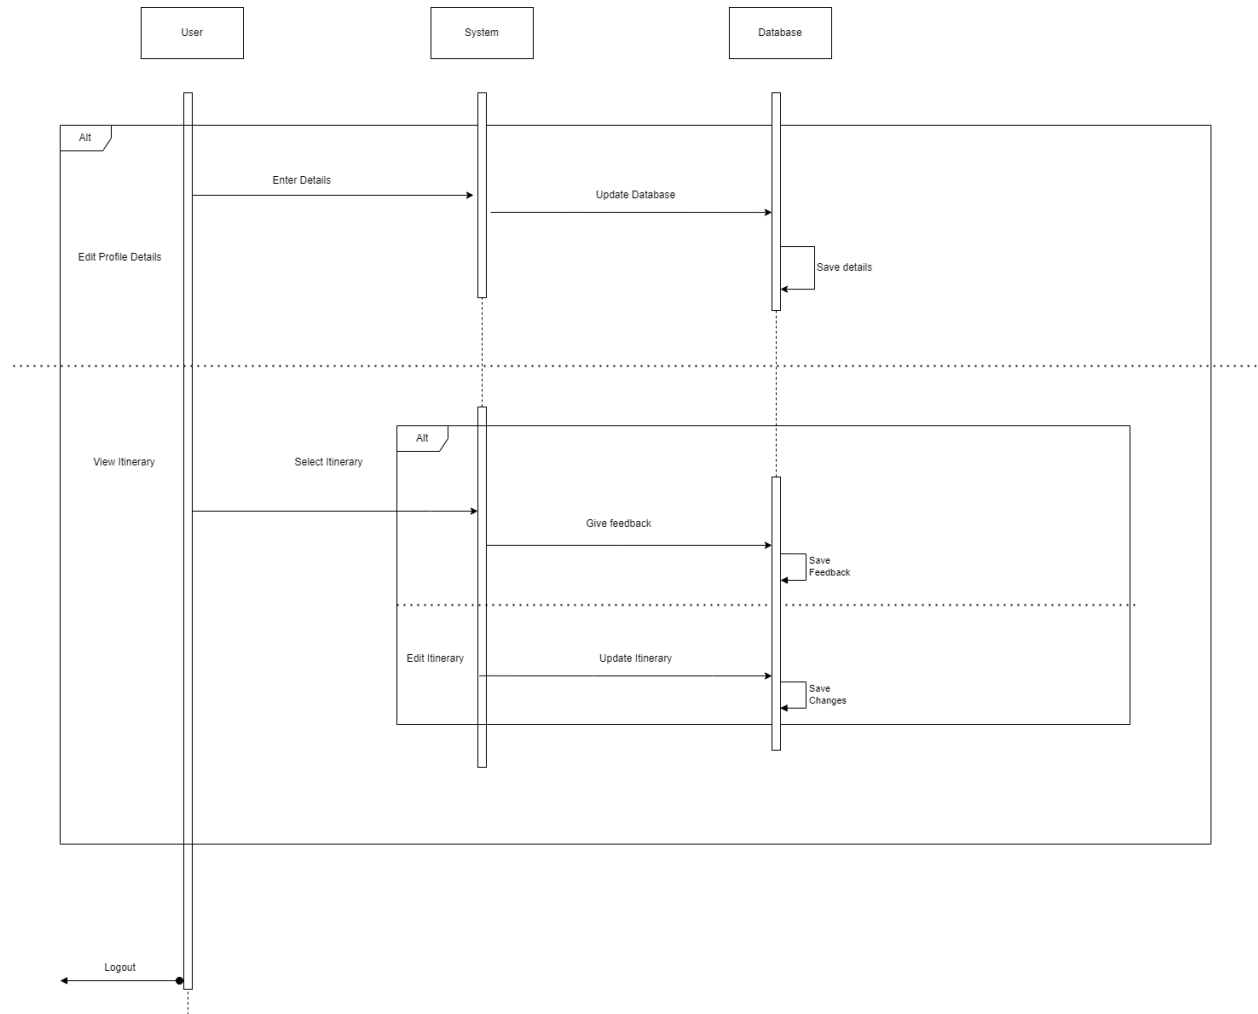 User
System
Database
Alt
Enter Details
Update Database
Edit Profile Details
Save details
Alt
View Itinerary
Select Itinerary
Give feedback
Save
Feedback
Edit Itinerary
Update Itinerary
Save
Changes
Logout